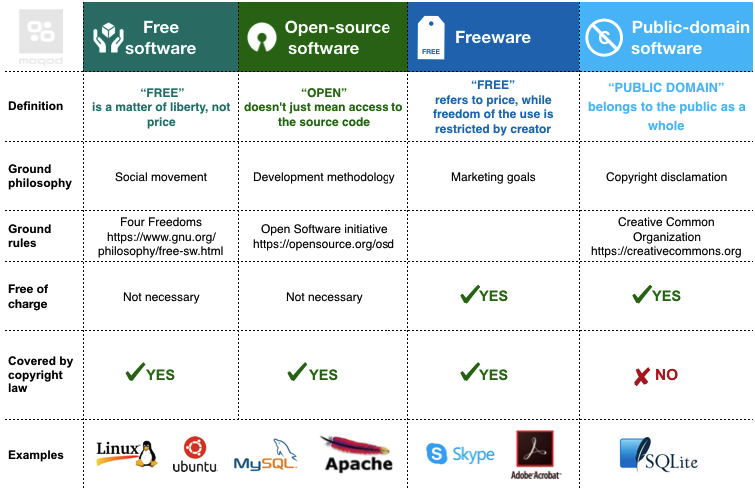 moqod
Free
software
Open-source
software
FREE
Freeware
Public-domain
software
Definition
“FREE”
is a matter of liberty, not
price
“OPEN”
doesn't just mean access to
the source code
“FREE”
refers to price, while
freedom of the use is
restricted by creator
“PUBLIC DOMAIN”
belongs to the public as a
whole
Ground
philosophy
Social movement
Development methodology
Marketing goals
Copyright disclamation
Ground
rules
Four Freedoms
https://www.gnu.org/
philosophy/free-sw.html
Open Software initiative
https://opensource.org/osd
Creative Common
Organization
https://creativecommons.org
Free of
charge
Not necessary
Not necessary
YES
YES
Covered by
copyright
law
YES
YES
YES
NO
Examples
Linux
ubuntu
MySQL
Apache
Skype
Adobe Acrobat
SQLite